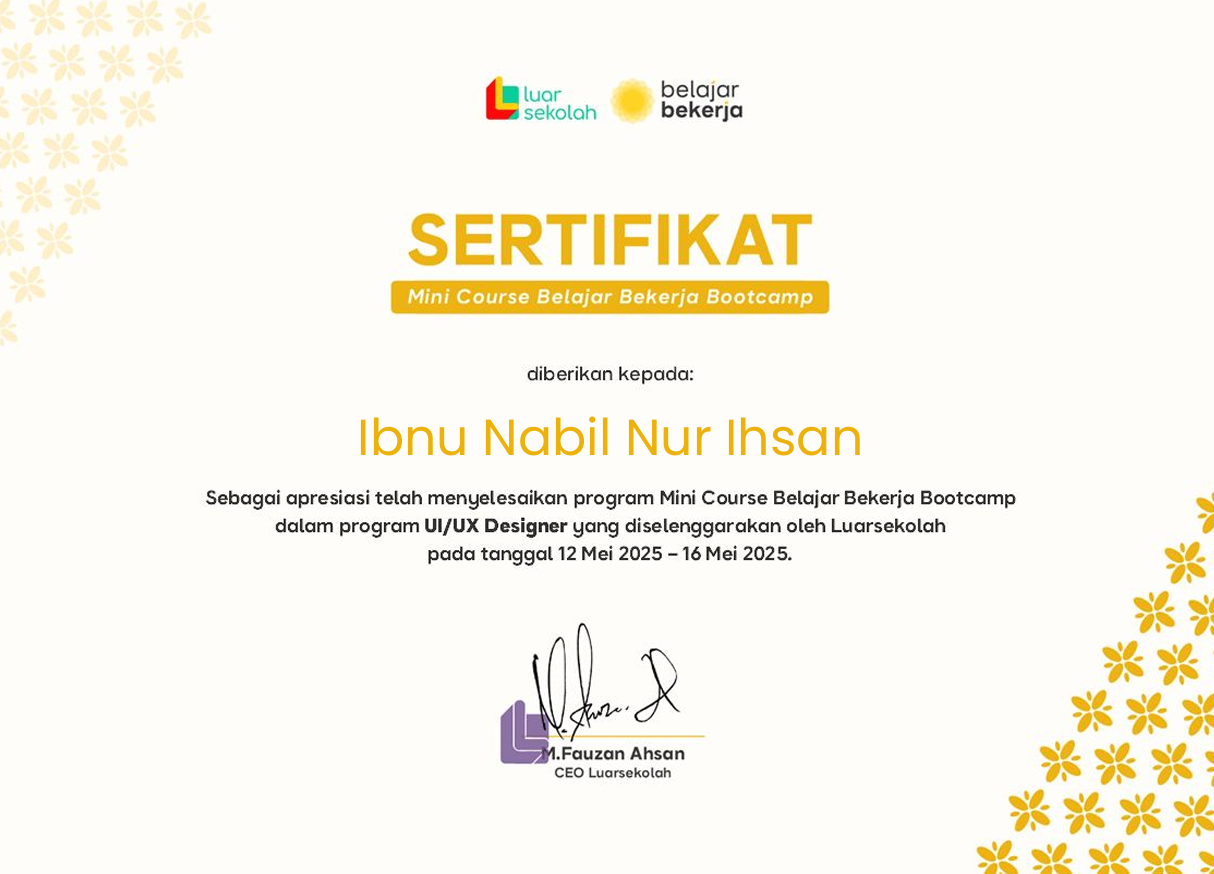 luar
sekolah
belajar
bekerja
SERTIFIKAT
Mini Course Belajar Bekerja Bootcamp
diberikan kepada:
Ibnu Nabil Nur Ihsan
Sebagai apresiasi telah menyelesaikan program Mini Course Belajar Bekerja Bootcamp
dalam program UI/UX Designer yang diselenggarakan oleh Luarsekolah
pada tanggal 12 Mei 2025 – 16 Mei 2025.
M.Fauzan Ahsan
CEO Luarsekolah